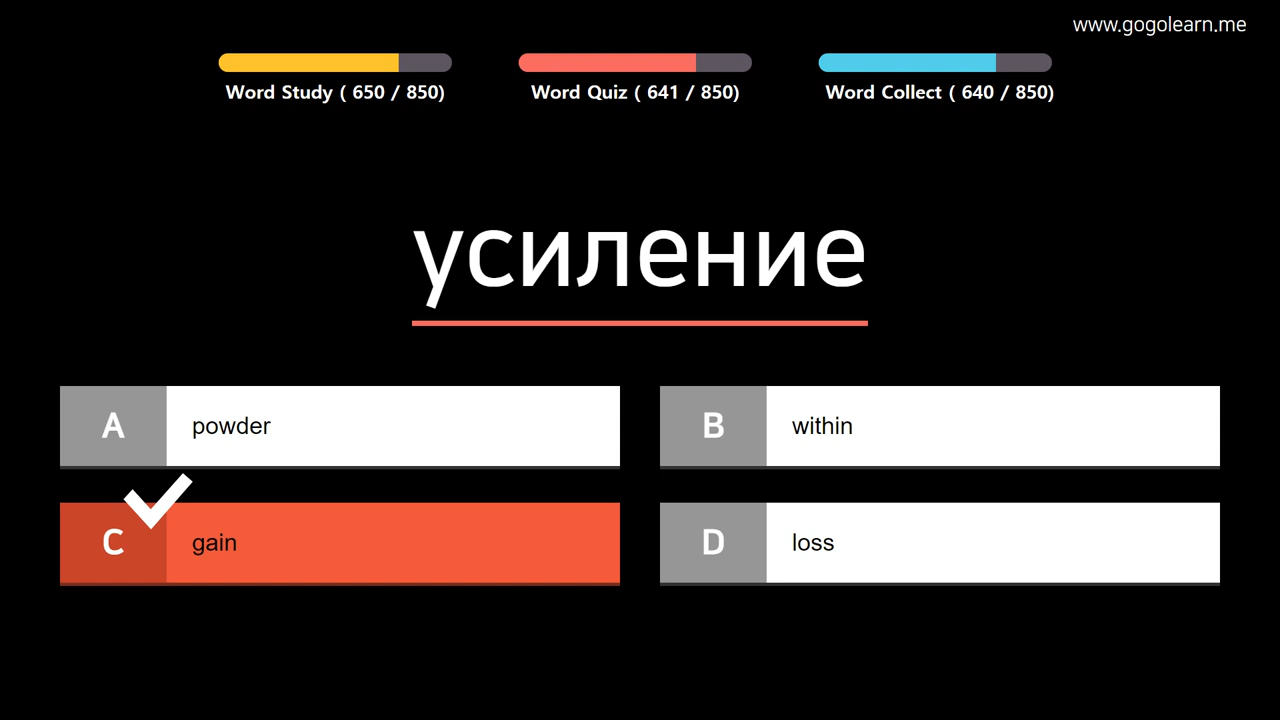 www.gogolearn.me
Word Study ( 650 / 850)
Word Quiz ( 641 / 850)
Word Collect ( 640 / 850)
усиление
A powder
B within
C gain
D loss